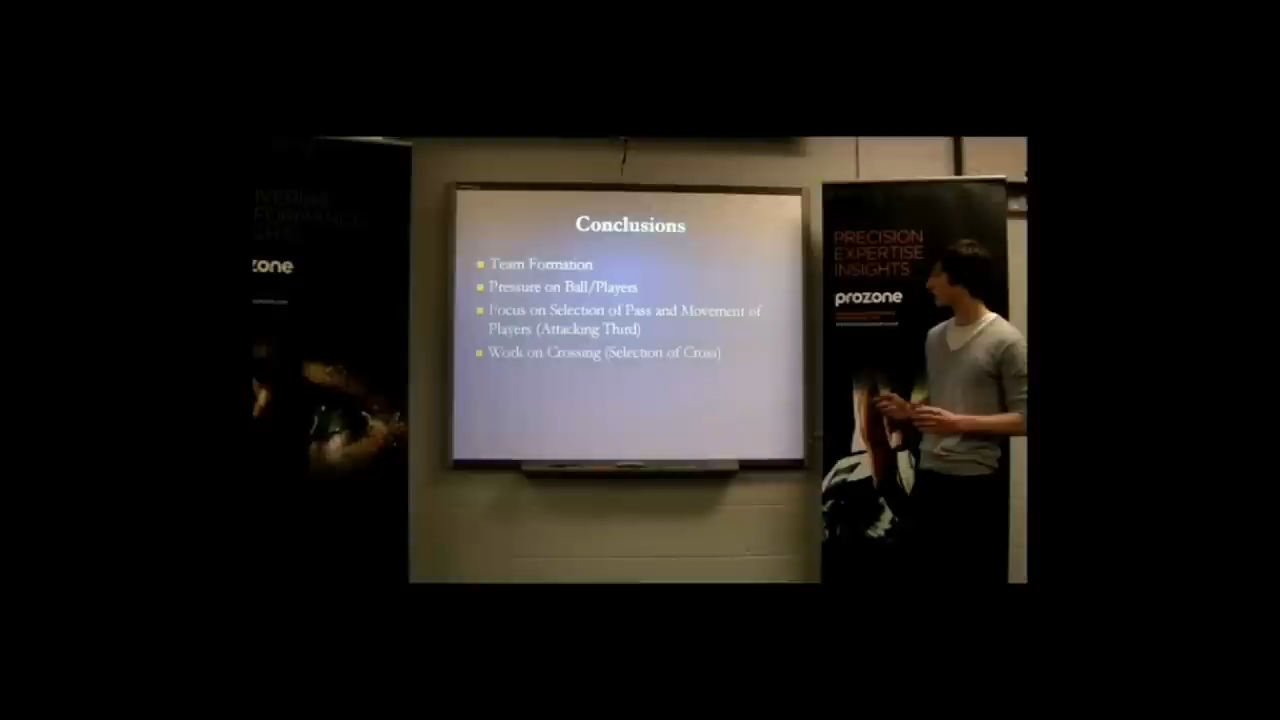 Conclusions
Team Formation
Pressure on Ball/Players
Focus on Selection of Pass and Movement of
Players (Attacking Third)
Work on Crossing (Selection of Cross)
zone
PRECISION
EXPERTISE
INSIGHTS
prozone